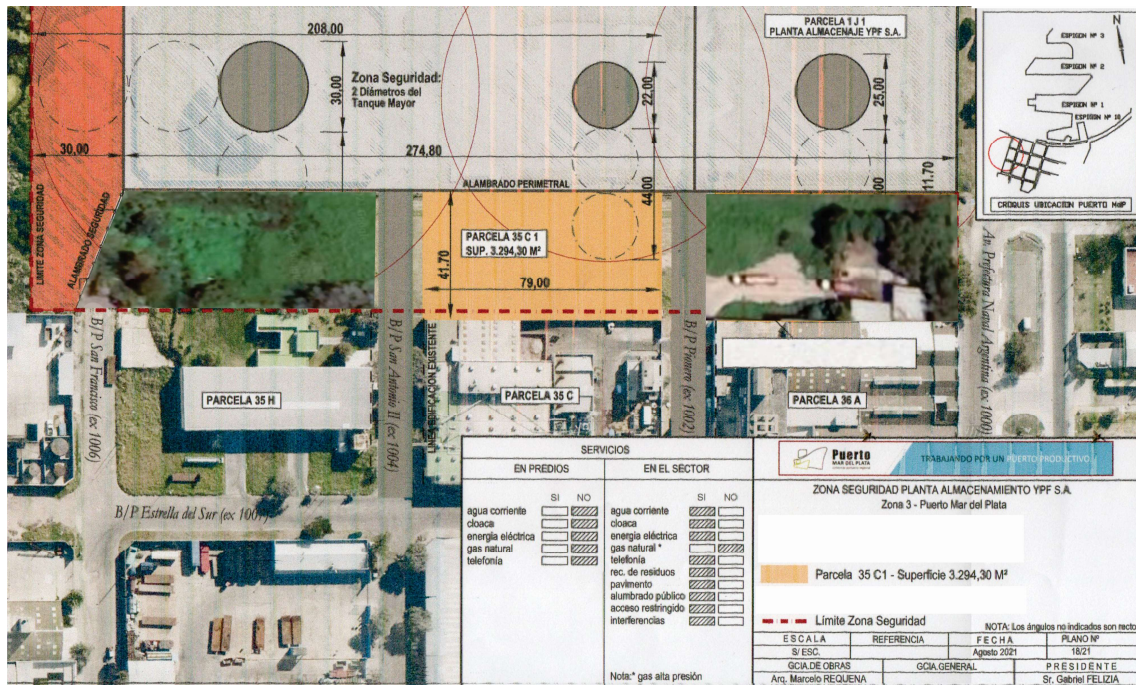 208,00
30,00
Zona Seguridad:
2 Diámetros del
Tanque Mayor
22,00
25,00
PARCELA 1 J 1
PLANTA ALMACENAJE YPF S.A.
N
ESPIGON Nº 3
ESPIGON Nº 2
ESPIGON Nº 1
ESPIGON Nº 10
CROQUIS UBICACION PUERTO MdP
30,00
274,80
11.70
00
LIMITE ZONA SEGURIDAD
ALAMBRADO SEGURIDAD
ALAMBRADO PERIMETRAL
44,00
PARCELA 35 C 1
SUP. 3.294,30 M²
41,70
79,00
B/P San Francisco (ex 1006)
B/P San Antonio II (ex 1004)
B/P Pionero (ex 1002)
Av. Prefectura Naval Argentina (ex 1000)
PARCELA 35 H
PARCELA 35 C
PARCELA 36 A
B/P Estrella del Sur (ex 1007)
SERVICIOS
EN PREDIOS
EN EL SECTOR
SI NO
SI NO
agua corriente
cloaca
energía eléctrica
gas natural
telefonía
agua corriente
cloaca
energía eléctrica
gas natural *
telefonía
rec. de residuos
pavimento
alumbrado público
acceso restringido
interferencias
Nota:* gas alta presión
Puerto
MAR DEL PLATA
TRABAJANDO POR UN PUERTO PRODUCTIVO
ZONA SEGURIDAD PLANTA ALMACENAMIENTO YPF S.A.
Zona 3 - Puerto Mar del Plata
Parcela 35 C1 - Superficie 3.294,30 M²
Límite Zona Seguridad
NOTA: Los ángulos no indicados son recto
ESCALA REFERENCIA FECHA PLANO Nº
S/ ESC. Agosto 2021 18/21
GCIA.DE OBRAS GCIA.GENERAL PRESIDENTE
Arq. Marcelo REQUENA Sr. Gabriel FELIZIA